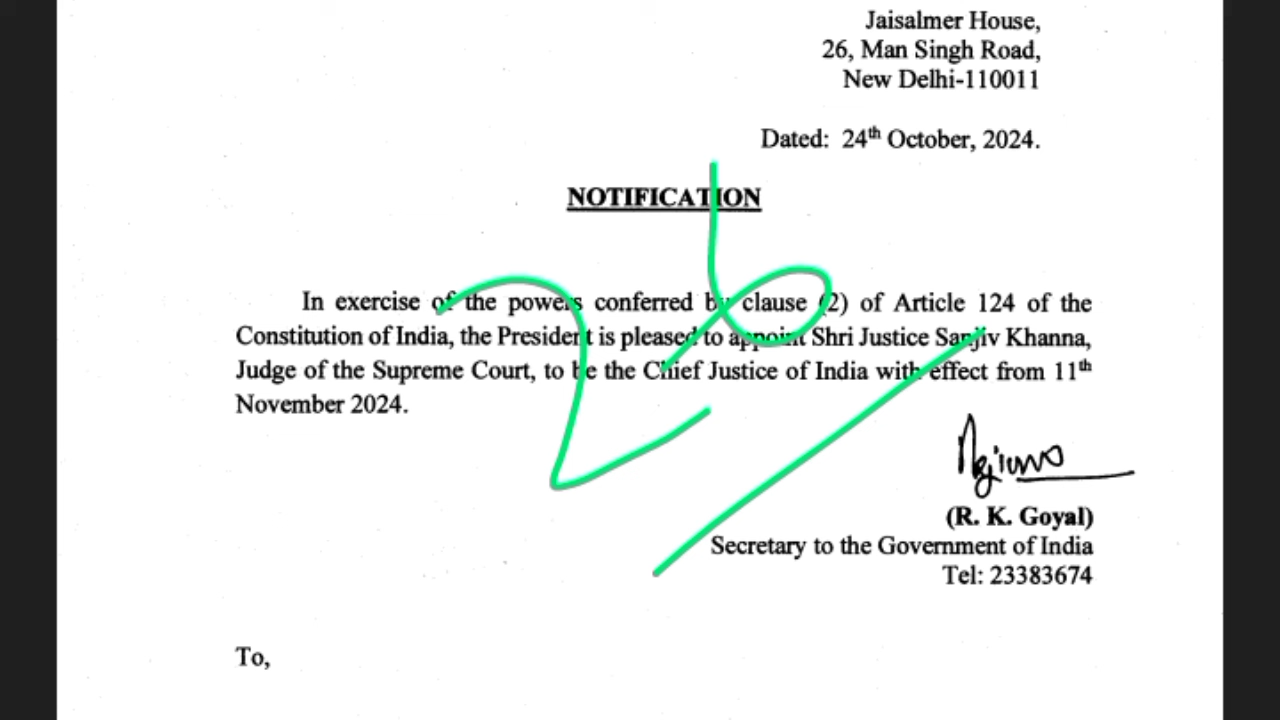 Jaisalmer House,
26, Man Singh Road,
New Delhi-110011
Dated: 24th October, 2024.
NOTIFICATION
In exercise of the powers conferred by clause (2) of Article 124 of the
Constitution of India, the President is pleased to appoint Shri Justice Sanjiv Khanna,
Judge of the Supreme Court, to be the Chief Justice of India with effect from 11th
November 2024.
(R. K. Goyal)
Secretary to the Government of India
Tel: 23383674
To,